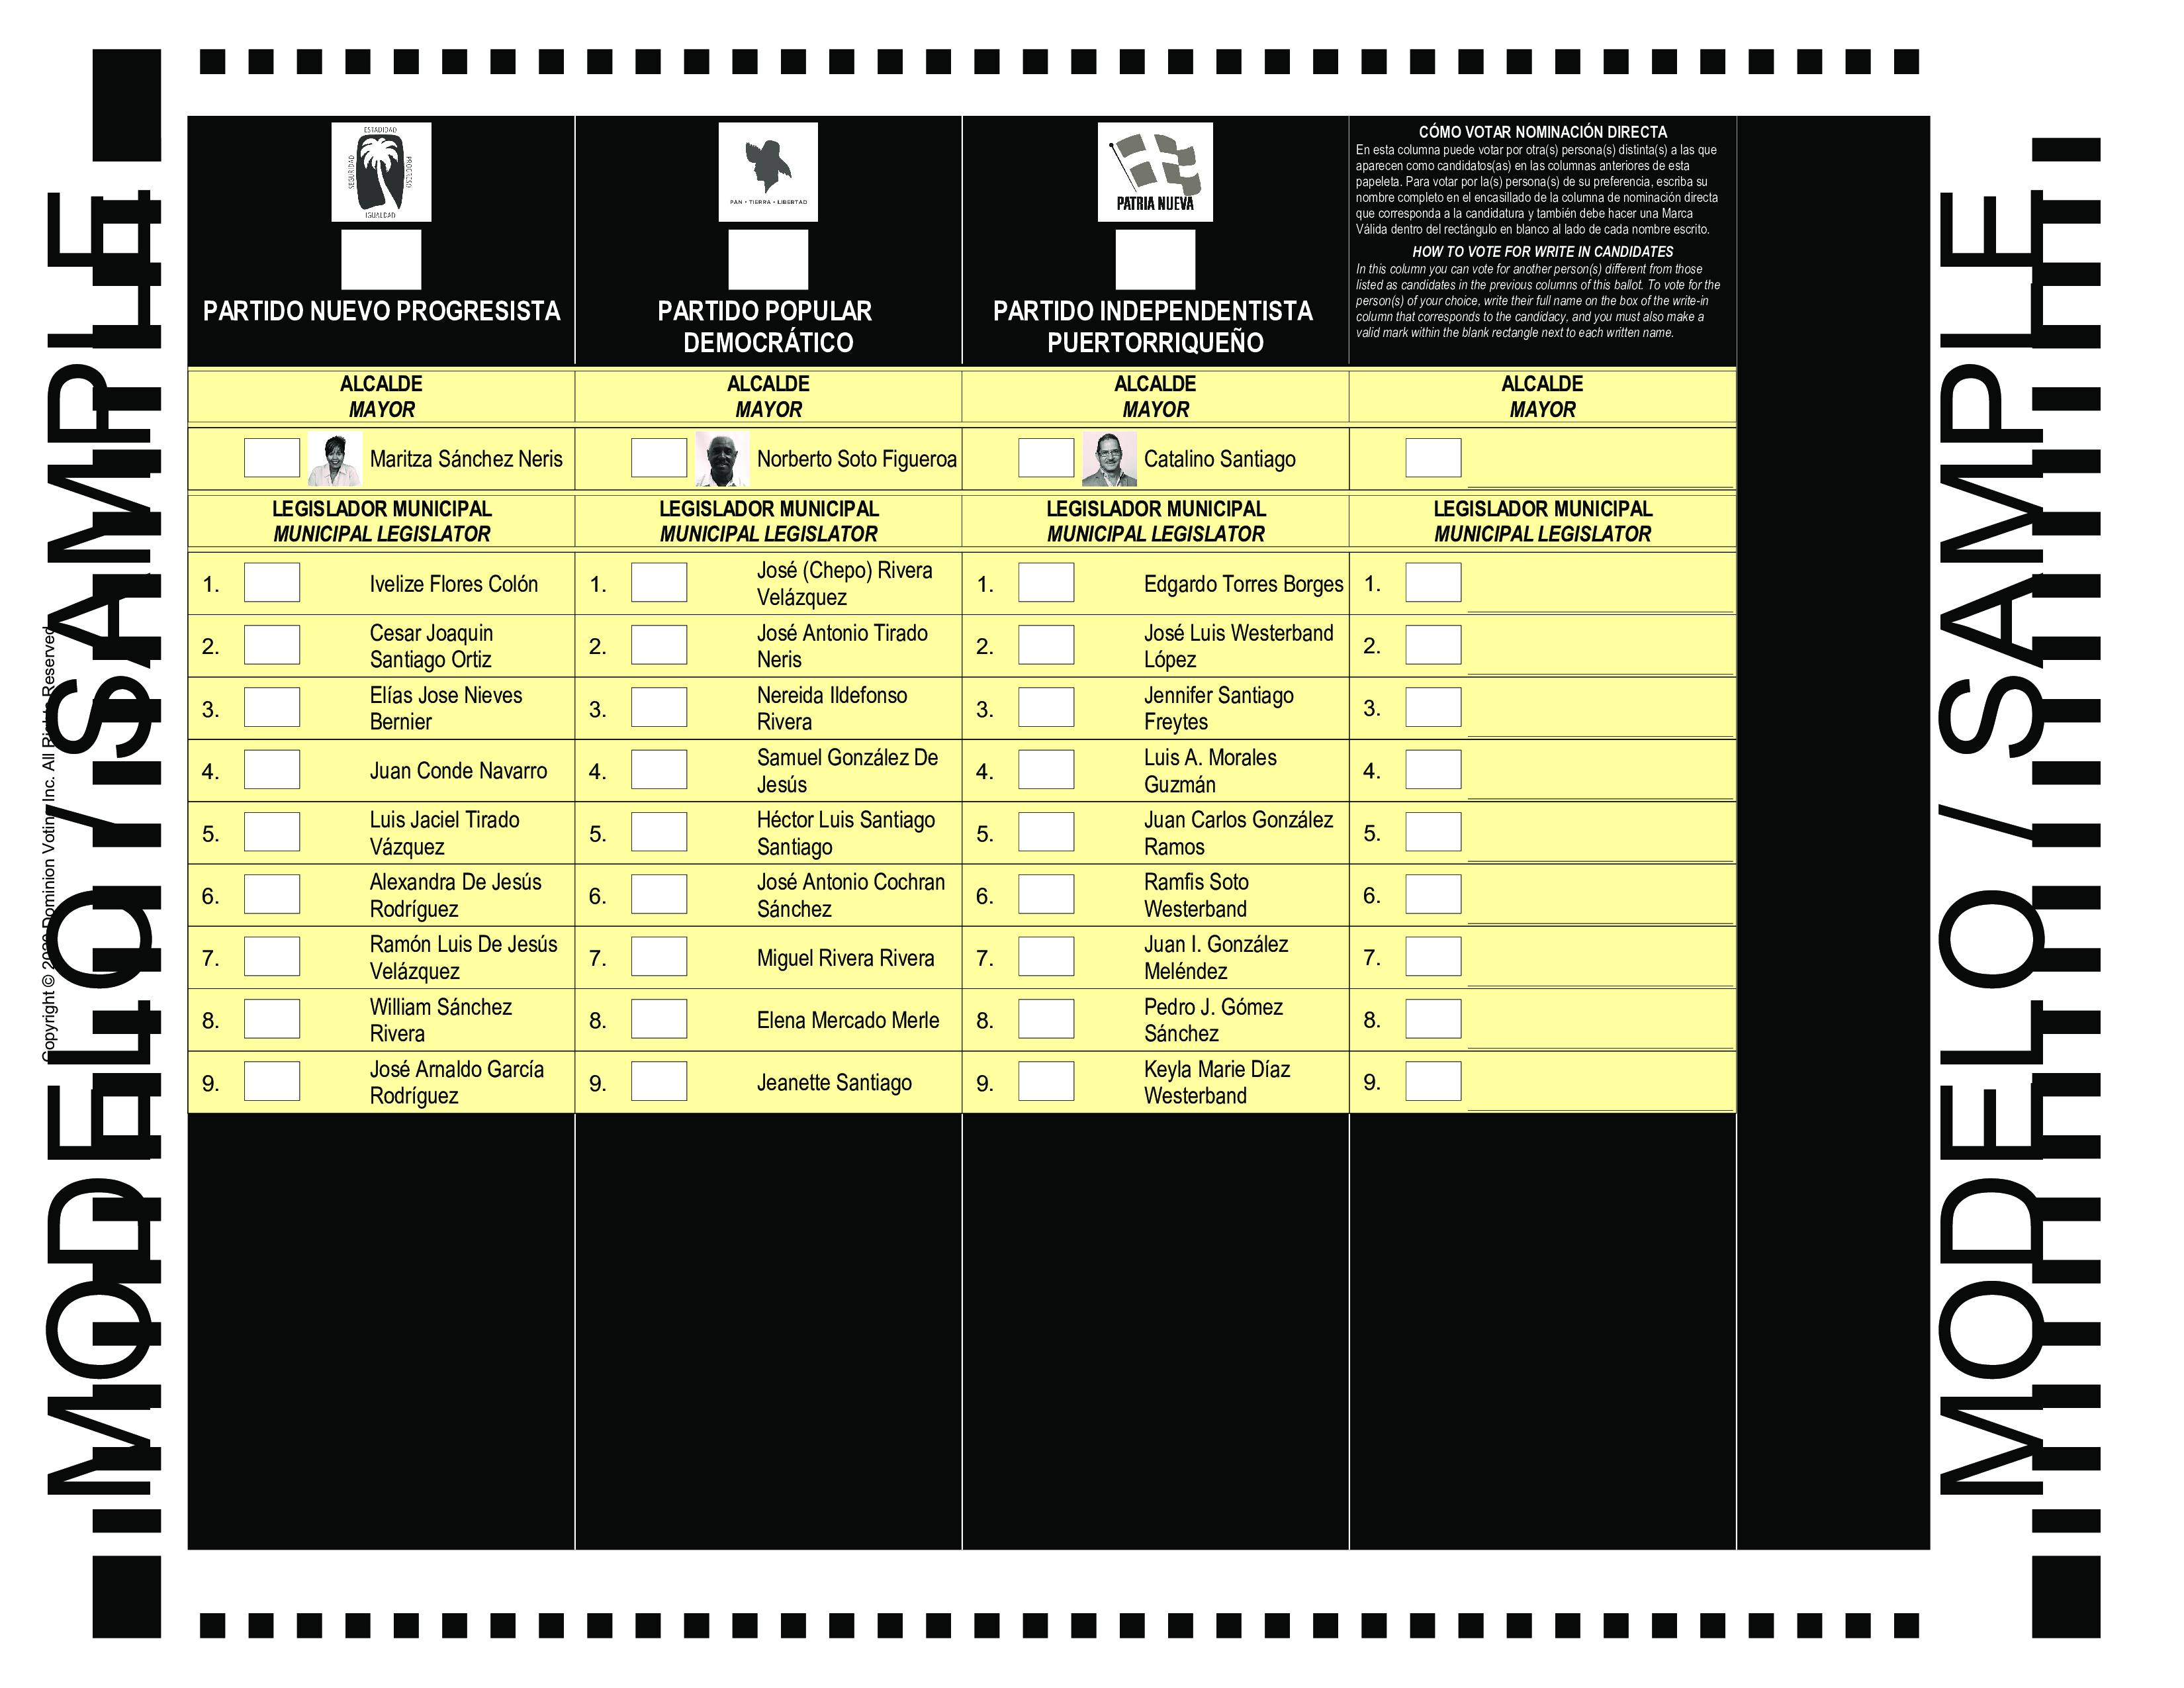 MODELO / SAMPLE
Copyright © 2020 Dominion Voting Inc. All Rights Reserved
ESTADIDAD
SEGURIDAD
PROGRESO
IGUALDAD
PARTIDO NUEVO PROGRESISTA
PAN • TIERRA • LIBERTAD
PARTIDO POPULAR
DEMOCRÁTICO
PATRIA NUEVA
PARTIDO INDEPENDENTISTA
PUERTORRIQUEÑO
CÓMO VOTAR NOMINACIÓN DIRECTA
En esta columna puede votar por otra(s) persona(s) distinta(s) a las que
aparecen como candidatos(as) en las columnas anteriores de esta
papeleta. Para votar por la(s) persona(s) de su preferencia, escriba su
nombre completo en el encasillado de la columna de nominación directa
que corresponda a la candidatura y también debe hacer una Marca
Válida dentro del rectángulo en blanco al lado de cada nombre escrito.
HOW TO VOTE FOR WRITE IN CANDIDATES
In this column you can vote for another person(s) different from those
listed as candidates in the previous columns of this ballot. To vote for the
person(s) of your choice, write their full name on the box of the write-in
column that corresponds to the candidacy, and you must also make a
valid mark within the blank rectangle next to each written name.
ALCALDE
MAYOR
Maritza Sánchez Neris
LEGISLADOR MUNICIPAL
MUNICIPAL LEGISLATOR
1. Ivelize Flores Colón
2. Cesar Joaquin
Santiago Ortiz
3. Elías Jose Nieves
Bernier
4. Juan Conde Navarro
5. Luis Jaciel Tirado
Vázquez
6. Alexandra De Jesús
Rodríguez
7. Ramón Luis De Jesús
Velázquez
8. William Sánchez
Rivera
9. José Arnaldo García
Rodríguez
ALCALDE
MAYOR
Norberto Soto Figueroa
LEGISLADOR MUNICIPAL
MUNICIPAL LEGISLATOR
1. José (Chepo) Rivera
Velázquez
2. José Antonio Tirado
Neris
3. Nereida Ildefonso
Rivera
4. Samuel González De
Jesús
5. Héctor Luis Santiago
Santiago
6. José Antonio Cochran
Sánchez
7. Miguel Rivera Rivera
8. Elena Mercado Merle
9. Jeanette Santiago
ALCALDE
MAYOR
Catalino Santiago
LEGISLADOR MUNICIPAL
MUNICIPAL LEGISLATOR
1. Edgardo Torres Borges
2. José Luis Westerband
López
3. Jennifer Santiago
Freytes
4. Luis A. Morales
Guzmán
5. Juan Carlos González
Ramos
6. Ramfis Soto
Westerband
7. Juan I. González
Meléndez
8. Pedro J. Gómez
Sánchez
9. Keyla Marie Díaz
Westerband
ALCALDE
MAYOR
LEGISLADOR MUNICIPAL
MUNICIPAL LEGISLATOR
1.
2.
3.
4.
5.
6.
7.
8.
9.
MODELO / SAMPLE